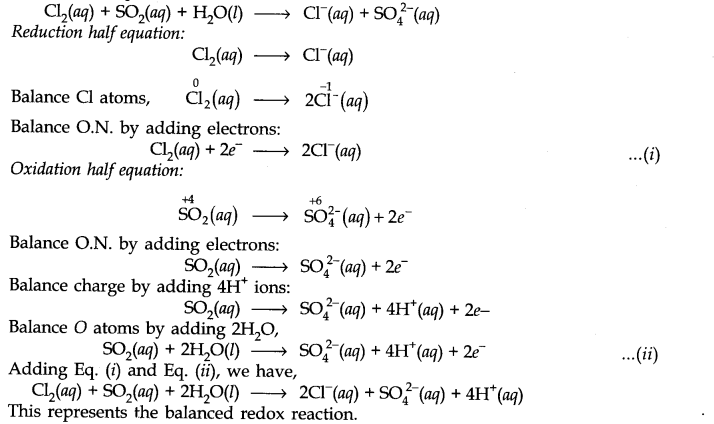 Cl₂(aq) + SO₂(aq) + H₂O(l) ⟶ Cl⁻(aq) + SO₄²⁻(aq)
Reduction half equation:
Cl₂(aq) ⟶ Cl⁻(aq)
Balance Cl atoms, 0Cl₂(aq) ⟶ 2−1Cl⁻(aq)
Balance O.N. by adding electrons:
Cl₂(aq) + 2e⁻ ⟶ 2Cl⁻(aq) ...(i)
Oxidation half equation:
+4 +6
SO₂(aq) ⟶ SO₄²⁻(aq) + 2e⁻
Balance O.N. by adding electrons:
SO₂(aq) ⟶ SO₄²⁻(aq) + 2e⁻
Balance charge by adding 4H⁺ ions:
SO₂(aq) ⟶ SO₄²⁻(aq) + 4H⁺(aq) + 2e–
Balance O atoms by adding 2H₂O,
SO₂(aq) + 2H₂O(l) ⟶ SO₄²⁻(aq) + 4H⁺(aq) + 2e⁻ ...(ii)
Adding Eq. (i) and Eq. (ii), we have,
Cl₂(aq) + SO₂(aq) + 2H₂O(l) ⟶ 2Cl⁻(aq) + SO₄²⁻(aq) + 4H⁺(aq)
This represents the balanced redox reaction.